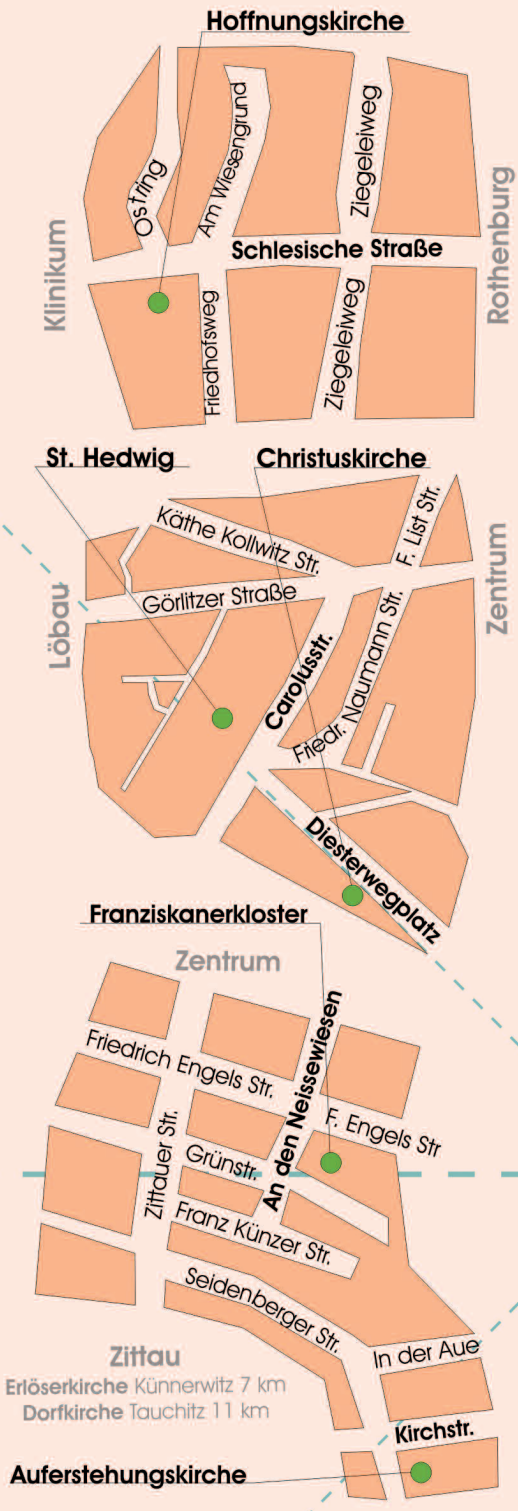 Hoffnungskirche
Ostring
Am Wiesengrund
Ziegeleiweg
Klinikum
Rothenburg
Schlesische Straße
Friedhofsweg
Ziegeleiweg
St. Hedwig
Christuskirche
Käthe Kollwitz Str.
F. List Str.
Löbau
Görlitzer Straße
Zentrum
Carolusstr.
Friedr. Naumann Str.
Diesterwegplatz
Franziskanerkloster
Zentrum
Friedrich Engels Str.
An den Neissewiesen
F. Engels Str
Zittauer Str.
Grünstr.
Franz Künzer Str.
Seidenberger Str.
Zittau
In der Aue
Erlöserkirche Künnerwitz 7 km
Dorfkirche Tauchitz 11 km
Kirchstr.
Auferstehungskirche